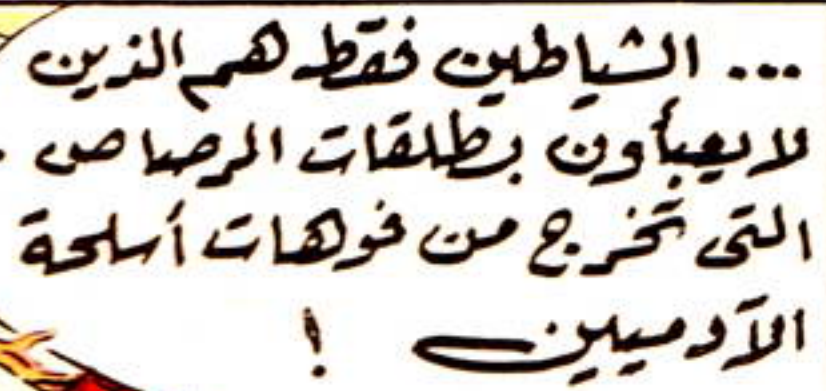 ... الشياطين فقط هم الذين
لا يعبأون بطلقات الرصاص
التى تخرج من فوهات أسلحة
الآدميين !